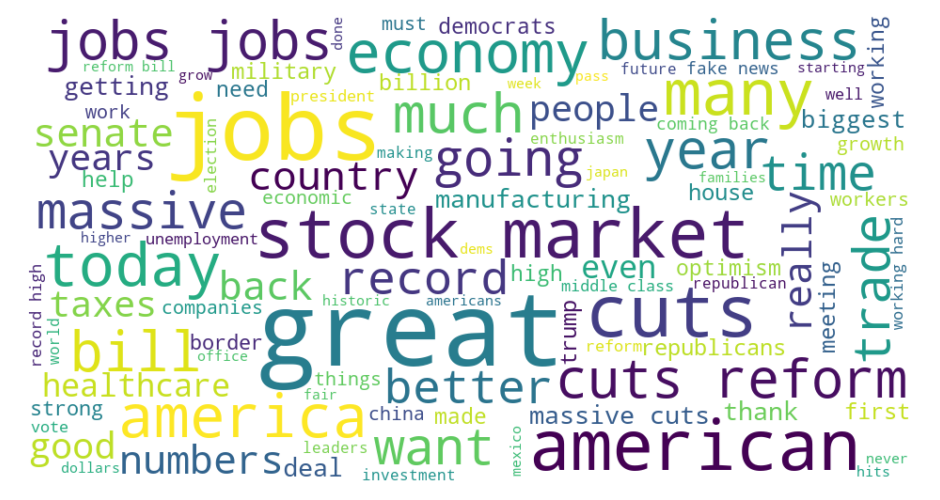 jobs jobs
done
must
democrats
economy
business
working
reform bill
grow
military
billion
week
pass
future
fake news
starting
getting
need
president
many
well
work
jobs
much
people
coming back
biggest
senate
election
enthusiasm
growth
years
making
going
year
time
country
japan
families
help
economic
manufacturing
house
workers
massive
state
stock market
really
trade
higher
unemployment
dems
today
back
record
high
even
optimism
meeting
working hard
record high
taxes
companies
historic
americans
middle class
republican
world
bill
border
office
great
trump
cuts
reform
republicans
healthcare
things
fair
better
cuts reform
strong
vote
america
china
made
massive cuts
thank
first
good
numbers
deal
leaders
want
mexico
american
never
dollars
investment
hits